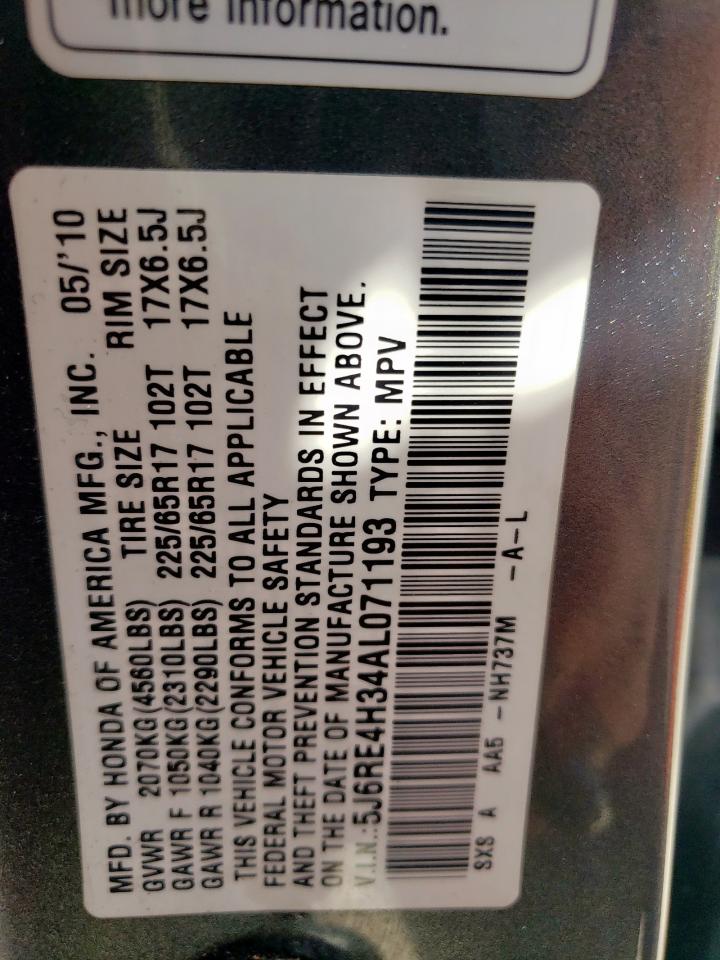 more information.
MFD. BY HONDA OF AMERICA MFG., INC. 05/'10
GVWR 2070KG(4560LBS) TIRE SIZE RIM SIZE
GAWR F 1050KG(2310LBS) 225/65R17 102T 17X6.5J
GAWR R 1040KG(2290LBS) 225/65R17 102T 17X6.5J
THIS VEHICLE CONFORMS TO ALL APPLICABLE
FEDERAL MOTOR VEHICLE SAFETY
AND THEFT PREVENTION STANDARDS IN EFFECT
ON THE DATE OF MANUFACTURE SHOWN ABOVE.
V.I.N.:5J6RE4H34AL071193 TYPE: MPV
SXS A AA5 -NH737M -A-L